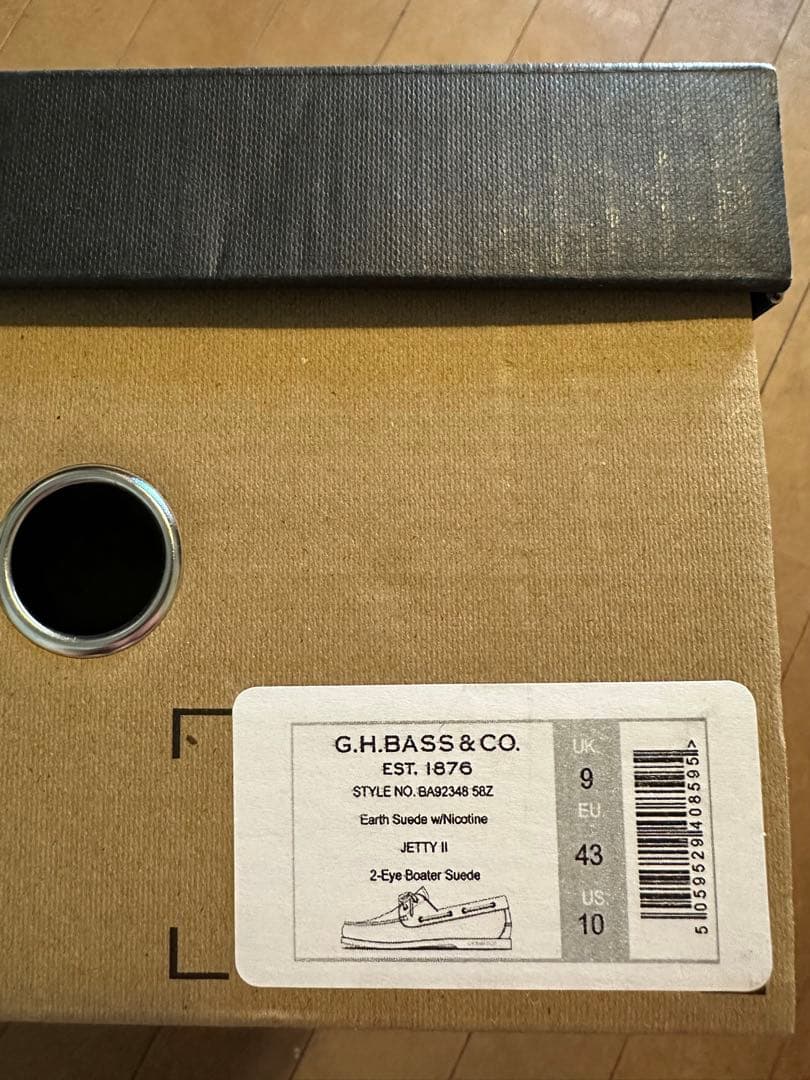 G.H.BASS & CO.
EST. 1876
STYLE NO. BA92348 58Z
Earth Suede w/Nicotine
JETTY II
2-Eye Boater Suede
UK
9
EU
43
US
10
5 059529 408595 >